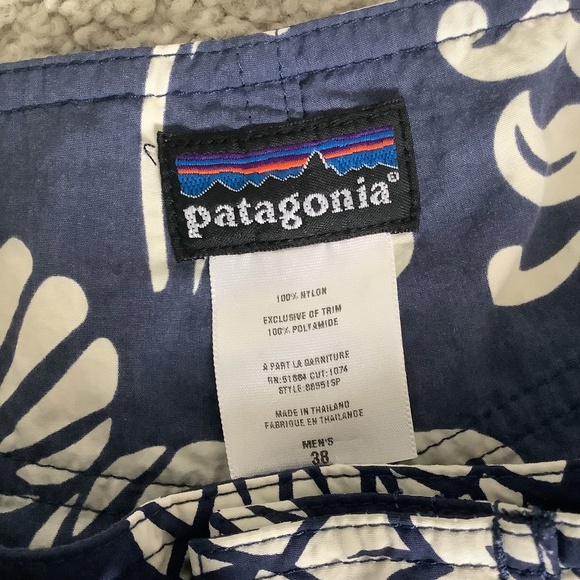 patagonia®
100% NYLON
EXCLUSIVE OF TRIM
100% POLYAMIDE
A PART LA GARNITURE
RN:51884 CUT:1074
STYLE:88951SP
MADE IN THAILAND
FABRIQUE EN THAILANDE
MEN'S
38